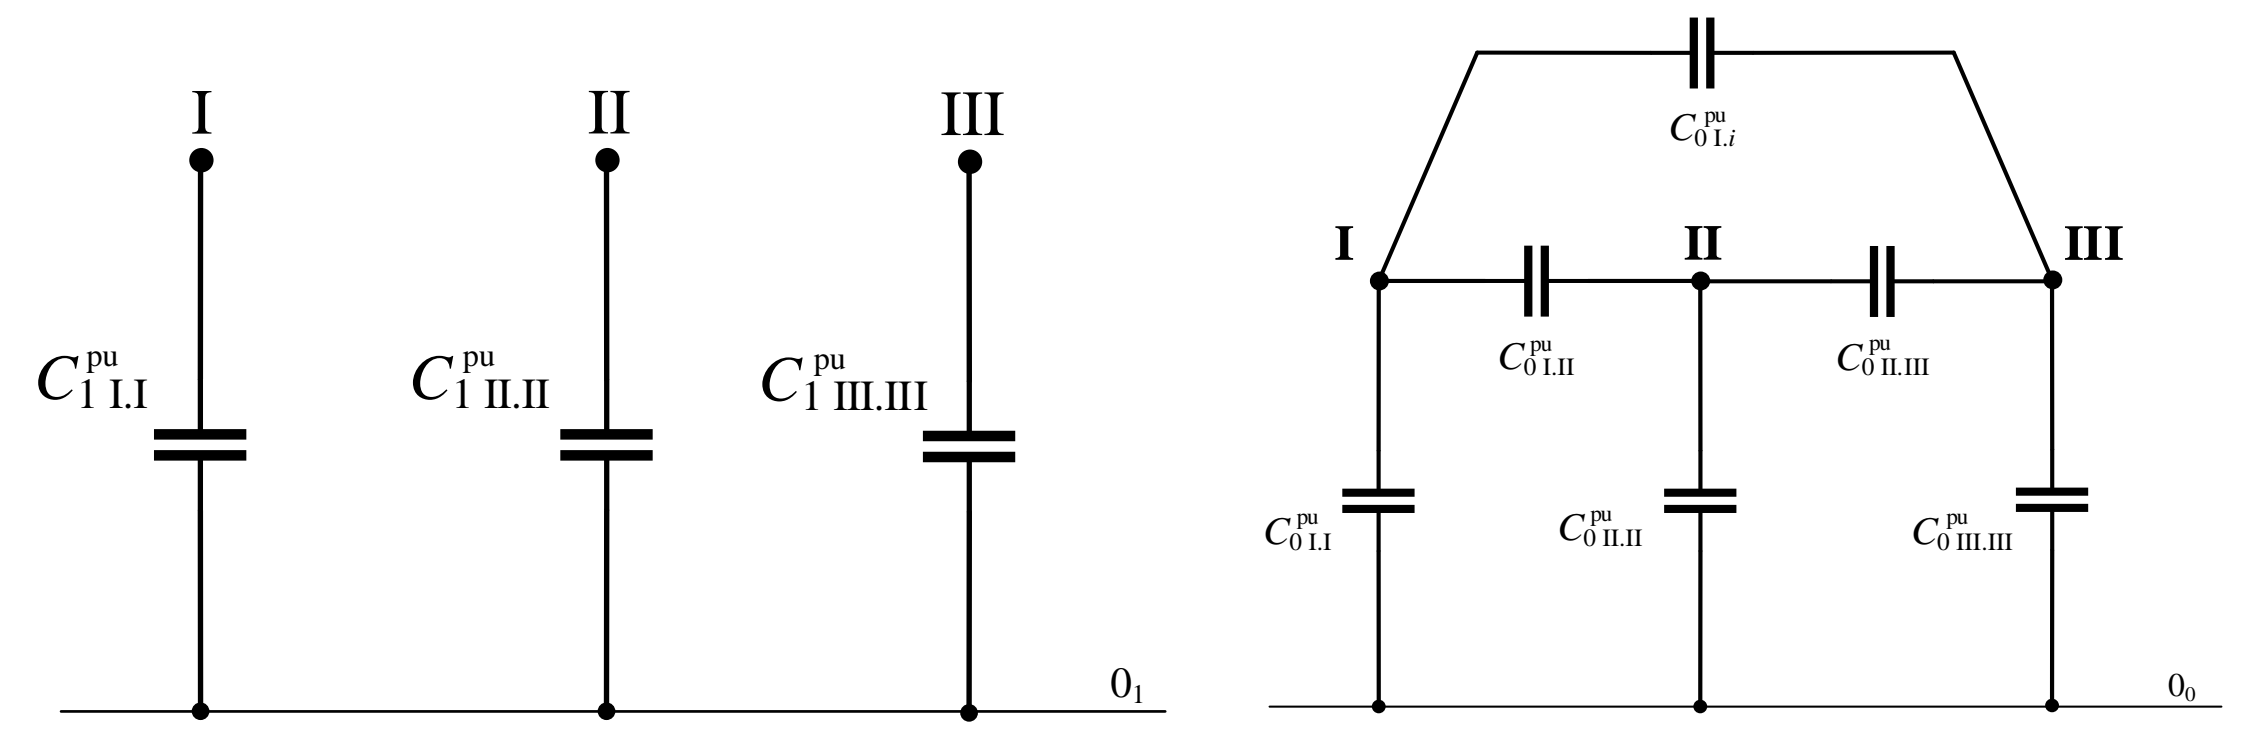 I II III
C₁ I.I^pu C₁ II.II^pu C₁ III.III^pu
0₁
C₀ I.i^pu
I II III
C₀ I.II^pu C₀ II.III^pu
C₀ I.I^pu C₀ II.II^pu C₀ III.III^pu
0₀